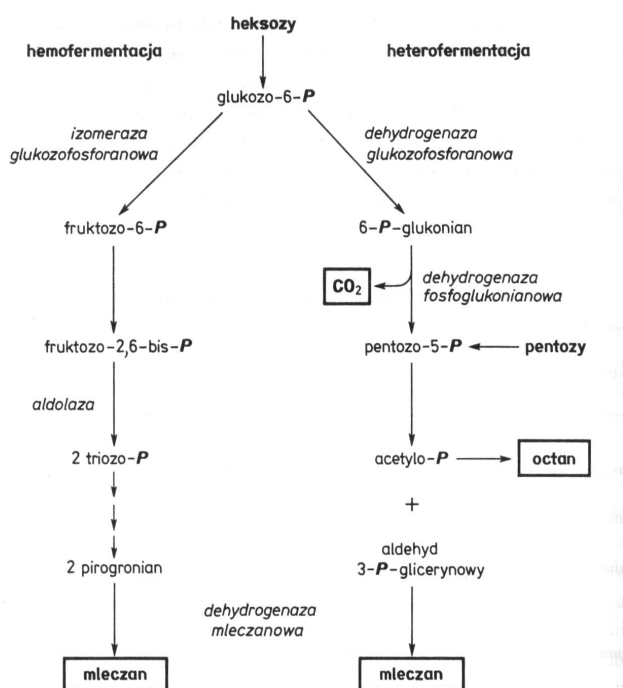 heksozy
hemofermentacja
heterofermentacja
glukozo-6-P
izomeraza
glukozofosforanowa
dehydrogenaza
glukozofosforanowa
fruktozo-6-P
6-P-glukonian
CO₂
dehydrogenaza
fosfoglukonianowa
fruktozo-2,6-bis-P
pentozo-5-P
pentozy
aldolaza
2 triozo-P
acetylo-P
octan
+
2 pirogronian
aldehyd
3-P-glicerynowy
dehydrogenaza
mleczanowa
mleczan
mleczan